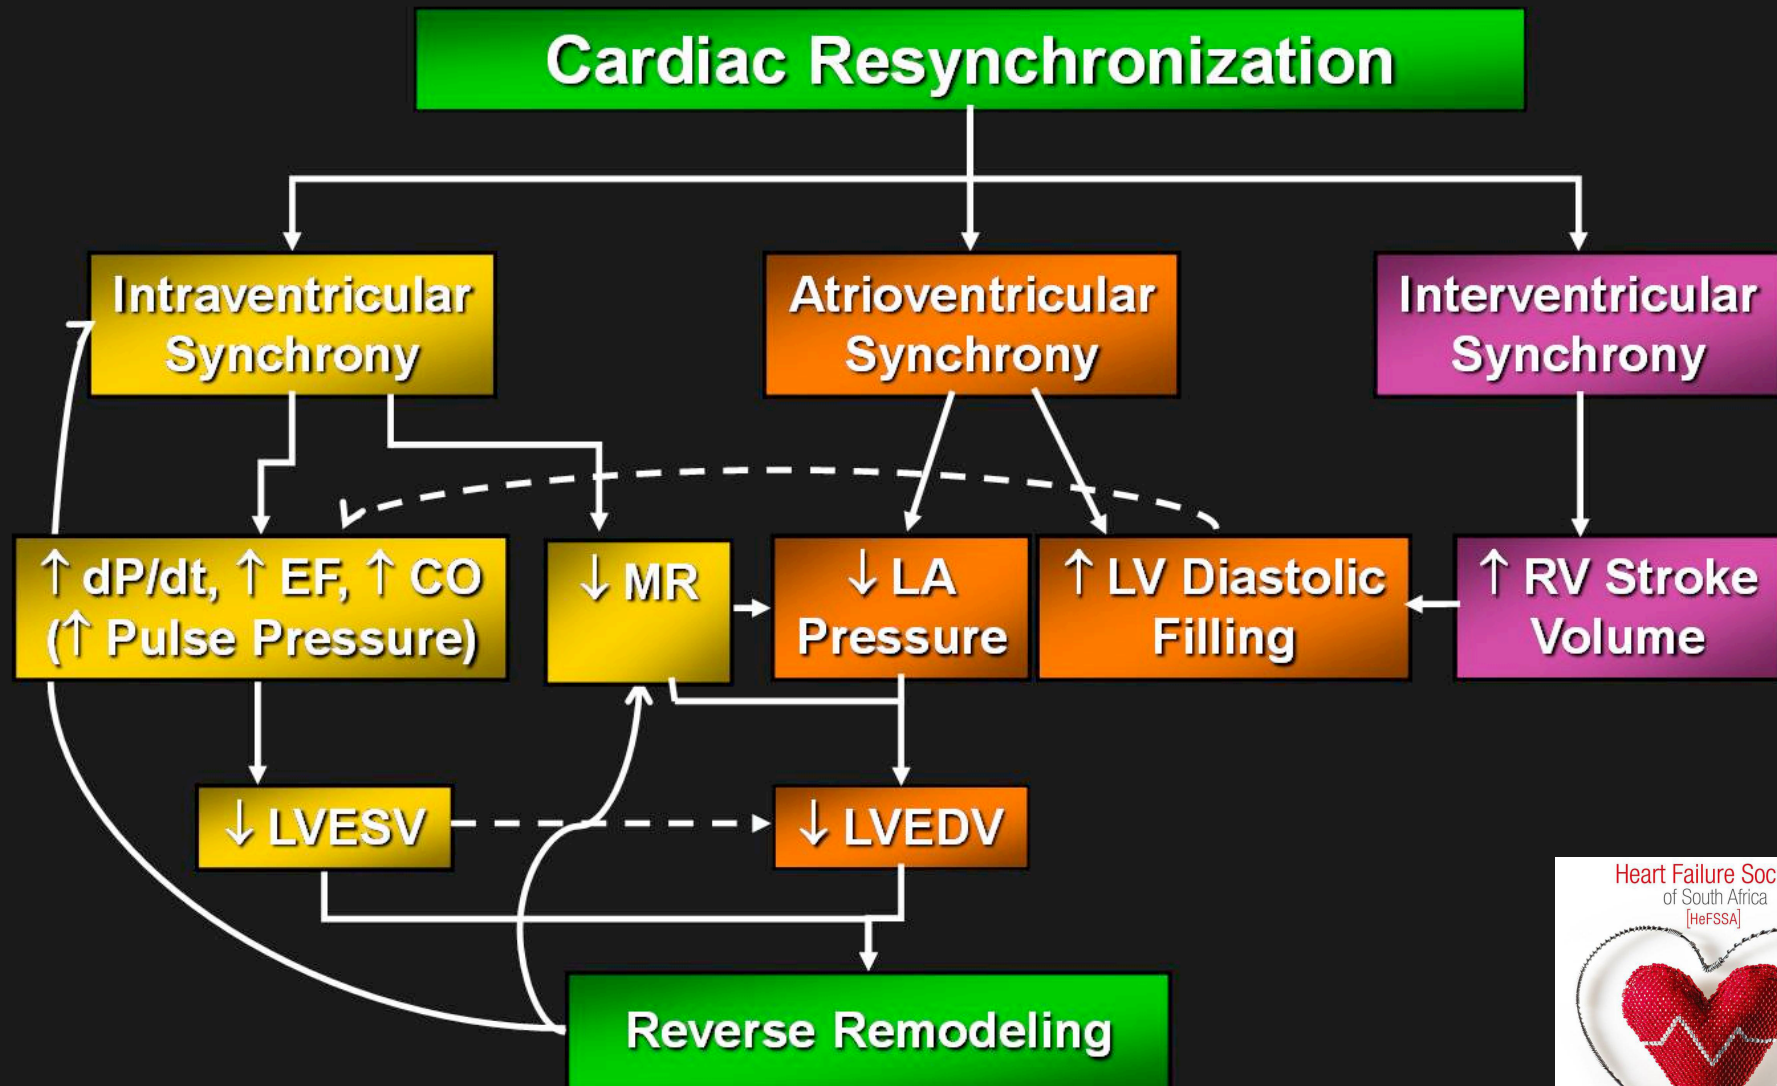 Cardiac Resynchronization
Intraventricular
Synchrony
Atrioventricular
Synchrony
Interventricular
Synchrony
↑ dP/dt, ↑ EF, ↑ CO
(↑ Pulse Pressure)
↓ MR
↓ LA
Pressure
↑ LV Diastolic
Filling
↑ RV Stroke
Volume
↓ LVESV
↓ LVEDV
Reverse Remodeling
Heart Failure Soc
of South Africa
[HeFSSA]